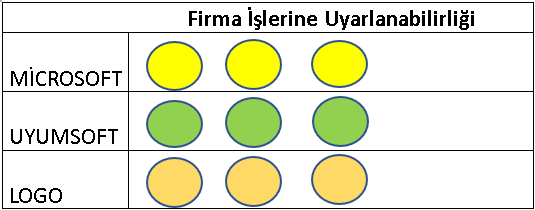 Firma İşlerine Uyarlanabilirliği
MİCROSOFT
UYUMSOFT
LOGO